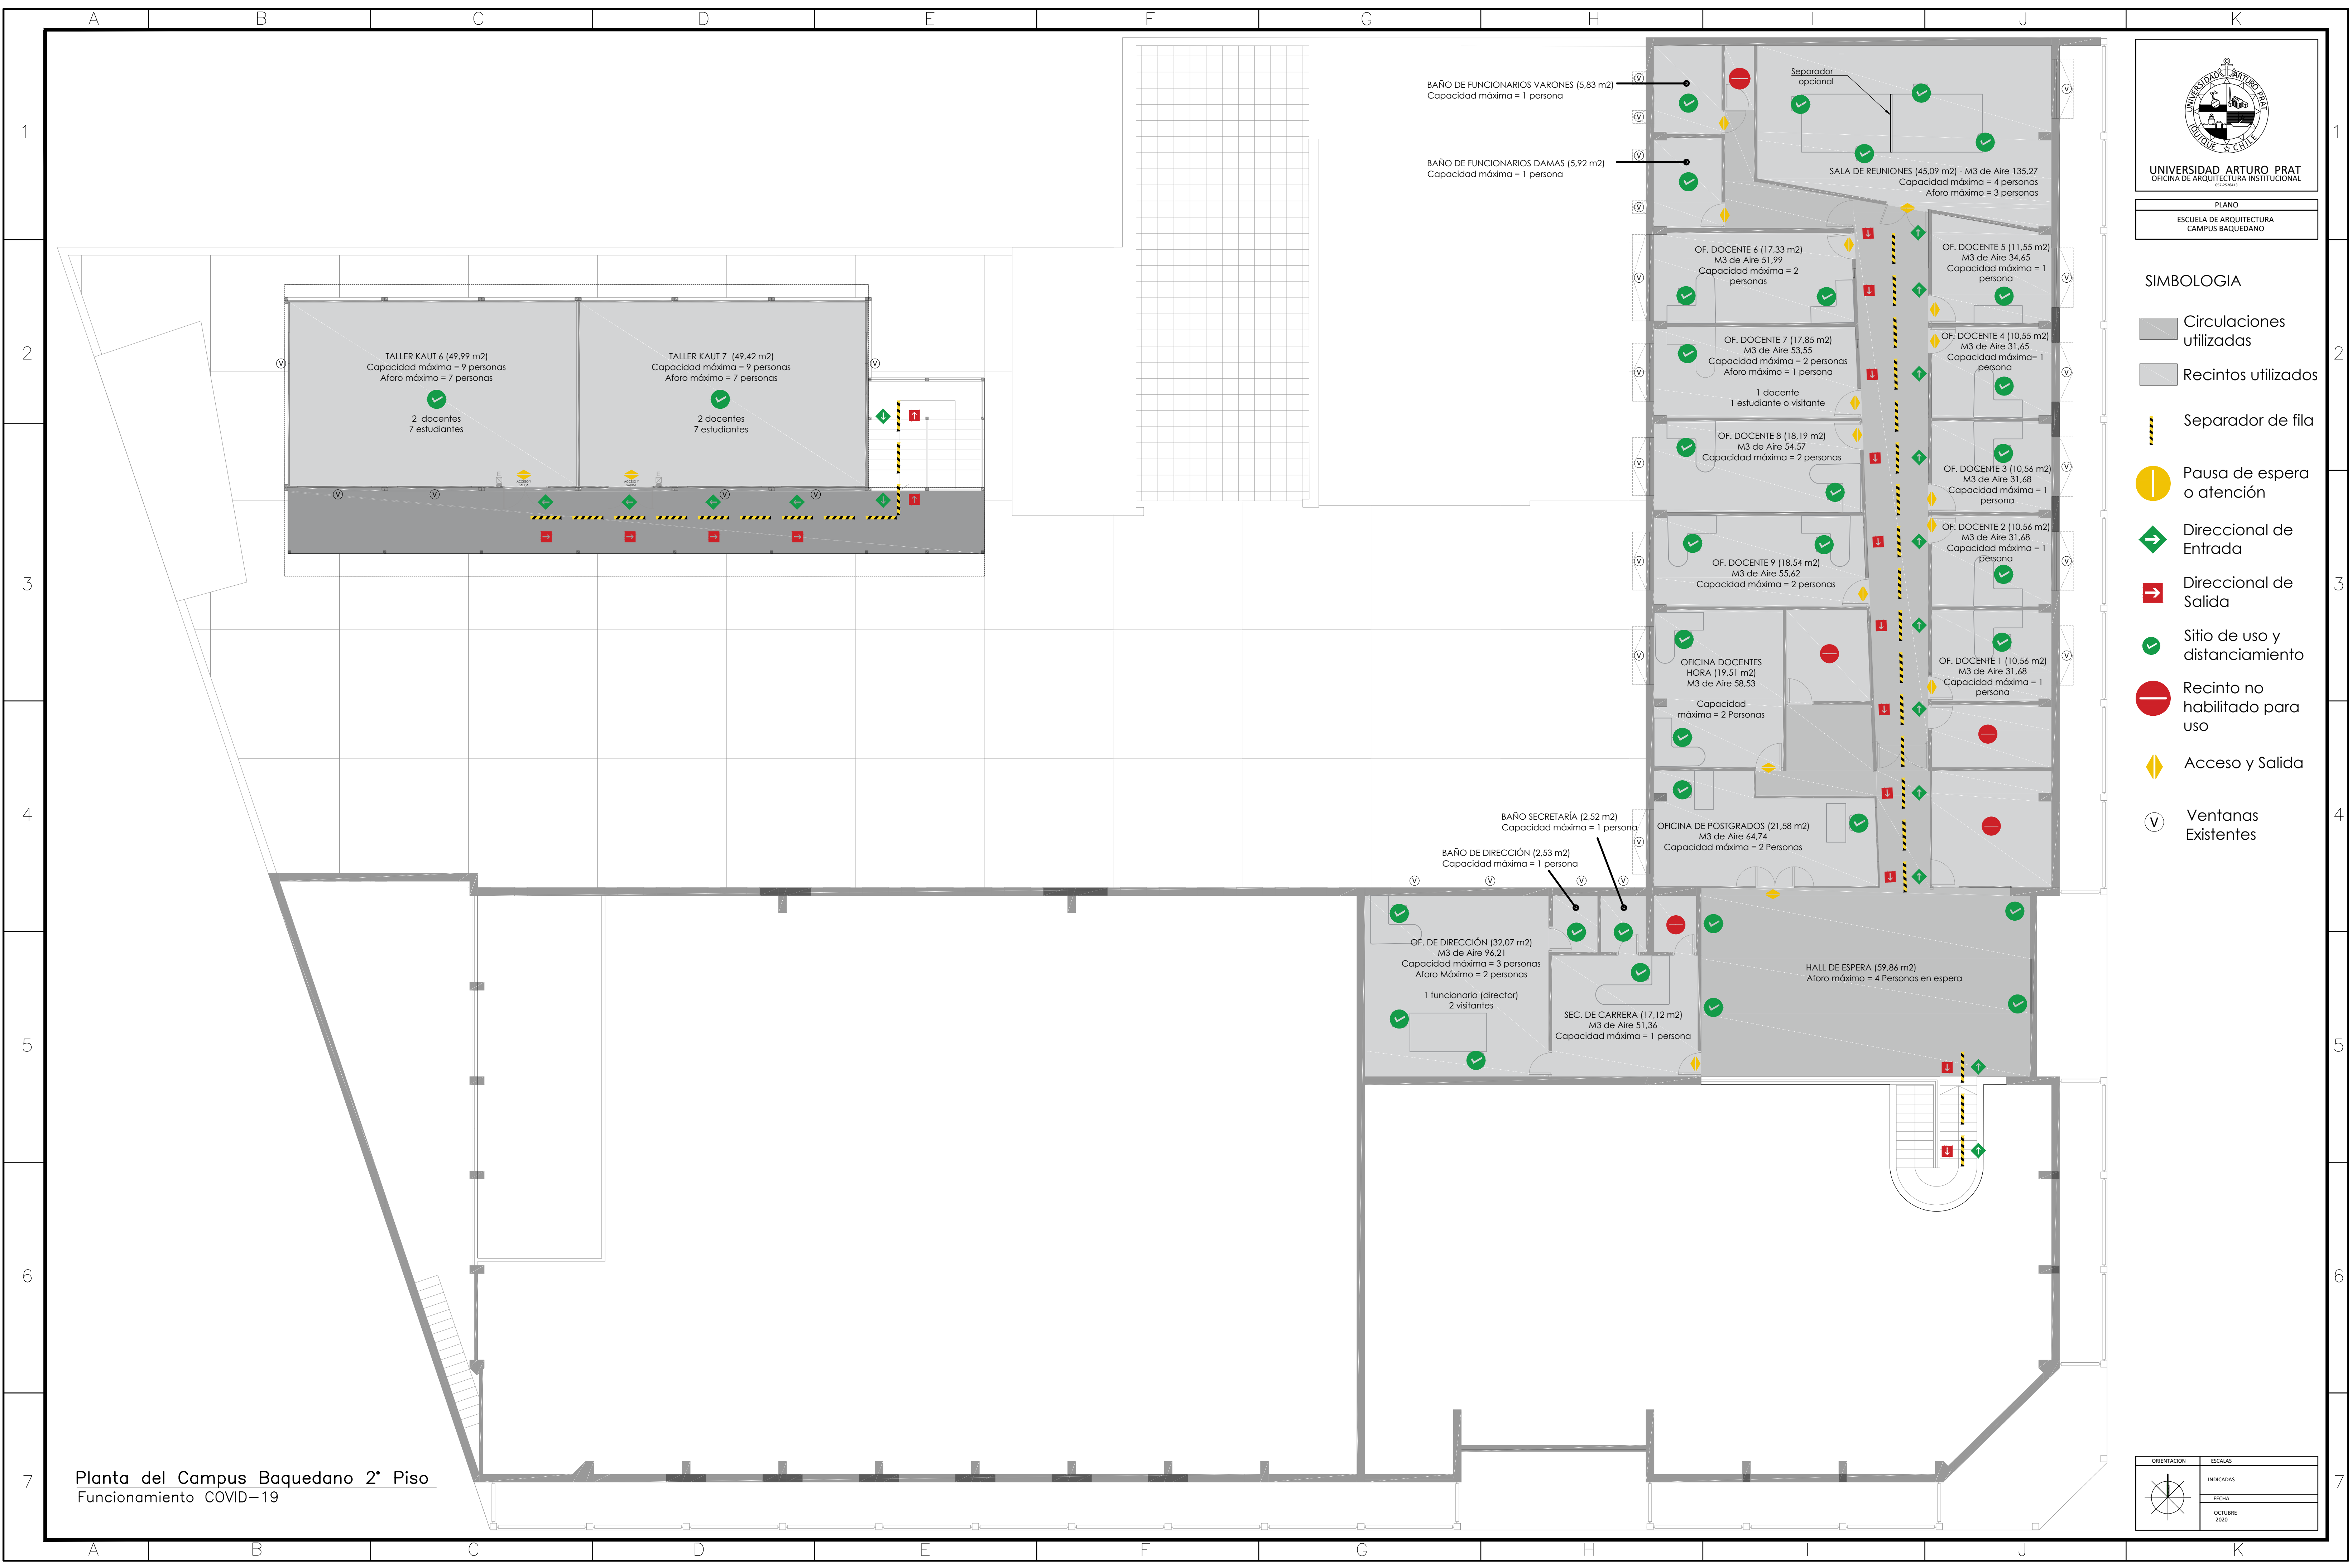 A B C D E F G H I J K
1
2
3
4
5
6
7
BAÑO DE FUNCIONARIOS VARONES (5,83 m2)
Capacidad máxima = 1 persona
BAÑO DE FUNCIONARIOS DAMAS (5,92 m2)
Capacidad máxima = 1 persona
Separador
opcional
SALA DE REUNIONES (45,09 m2) - M3 de Aire 135,27
Capacidad máxima = 4 personas
Aforo máximo = 3 personas
OF. DOCENTE 6 (17,33 m2)
M3 de Aire 51,99
Capacidad máxima = 2
personas
OF. DOCENTE 5 (11,55 m2)
M3 de Aire 34,65
Capacidad máxima = 1
persona
OF. DOCENTE 7 (17,85 m2)
M3 de Aire 53,55
Capacidad máxima = 2 personas
Aforo máximo = 1 persona
1 docente
1 estudiante o visitante
OF. DOCENTE 4 (10,55 m2)
M3 de Aire 31,65
Capacidad máxima= 1
persona
OF. DOCENTE 8 (18,19 m2)
M3 de Aire 54,57
Capacidad máxima = 2 personas
OF. DOCENTE 3 (10,56 m2)
M3 de Aire 31,68
Capacidad máxima = 1
persona
OF. DOCENTE 9 (18,54 m2)
M3 de Aire 55,62
Capacidad máxima = 2 personas
OF. DOCENTE 2 (10,56 m2)
M3 de Aire 31,68
Capacidad máxima = 1
persona
OFICINA DOCENTES
HORA (19,51 m2)
M3 de Aire 58,53
Capacidad
máxima = 2 Personas
OF. DOCENTE 1 (10,56 m2)
M3 de Aire 31,68
Capacidad máxima = 1
persona
OFICINA DE POSTGRADOS (21,58 m2)
M3 de Aire 64,74
Capacidad máxima = 2 Personas
BAÑO SECRETARÍA (2,52 m2)
Capacidad máxima = 1 persona
BAÑO DE DIRECCIÓN (2,53 m2)
Capacidad máxima = 1 persona
OF. DE DIRECCIÓN (32,07 m2)
M3 de Aire 96,21
Capacidad máxima = 3 personas
Aforo Máximo = 2 personas
1 funcionario (director)
2 visitantes
SEC. DE CARRERA (17,12 m2)
M3 de Aire 51,36
Capacidad máxima = 1 persona
HALL DE ESPERA (59,86 m2)
Aforo máximo = 4 Personas en espera
TALLER KAUT 6 (49,99 m2)
Capacidad máxima = 9 personas
Aforo máximo = 7 personas
2 docentes
7 estudiantes
TALLER KAUT 7 (49,42 m2)
Capacidad máxima = 9 personas
Aforo máximo = 7 personas
2 docentes
7 estudiantes
ACCESO Y
SALIDA
ACCESO Y
SALIDA
UNIVERSIDAD ARTURO PRAT
IQUIQUE ☆ CHILE
UNIVERSIDAD ARTURO PRAT
OFICINA DE ARQUITECTURA INSTITUCIONAL
PLANO
ESCUELA DE ARQUITECTURA
CAMPUS BAQUEDANO
SIMBOLOGIA
Circulaciones
utilizadas
Recintos utilizados
Separador de fila
Pausa de espera
o atención
Direccional de
Entrada
Direccional de
Salida
Sitio de uso y
distanciamiento
Recinto no
habilitado para
uso
Acceso y Salida
V Ventanas
Existentes
Planta del Campus Baquedano 2° Piso
Funcionamiento COVID-19
ORIENTACION ESCALAS
INDICADAS
FECHA
OCTUBRE
2020
A B C D E F G H I J K